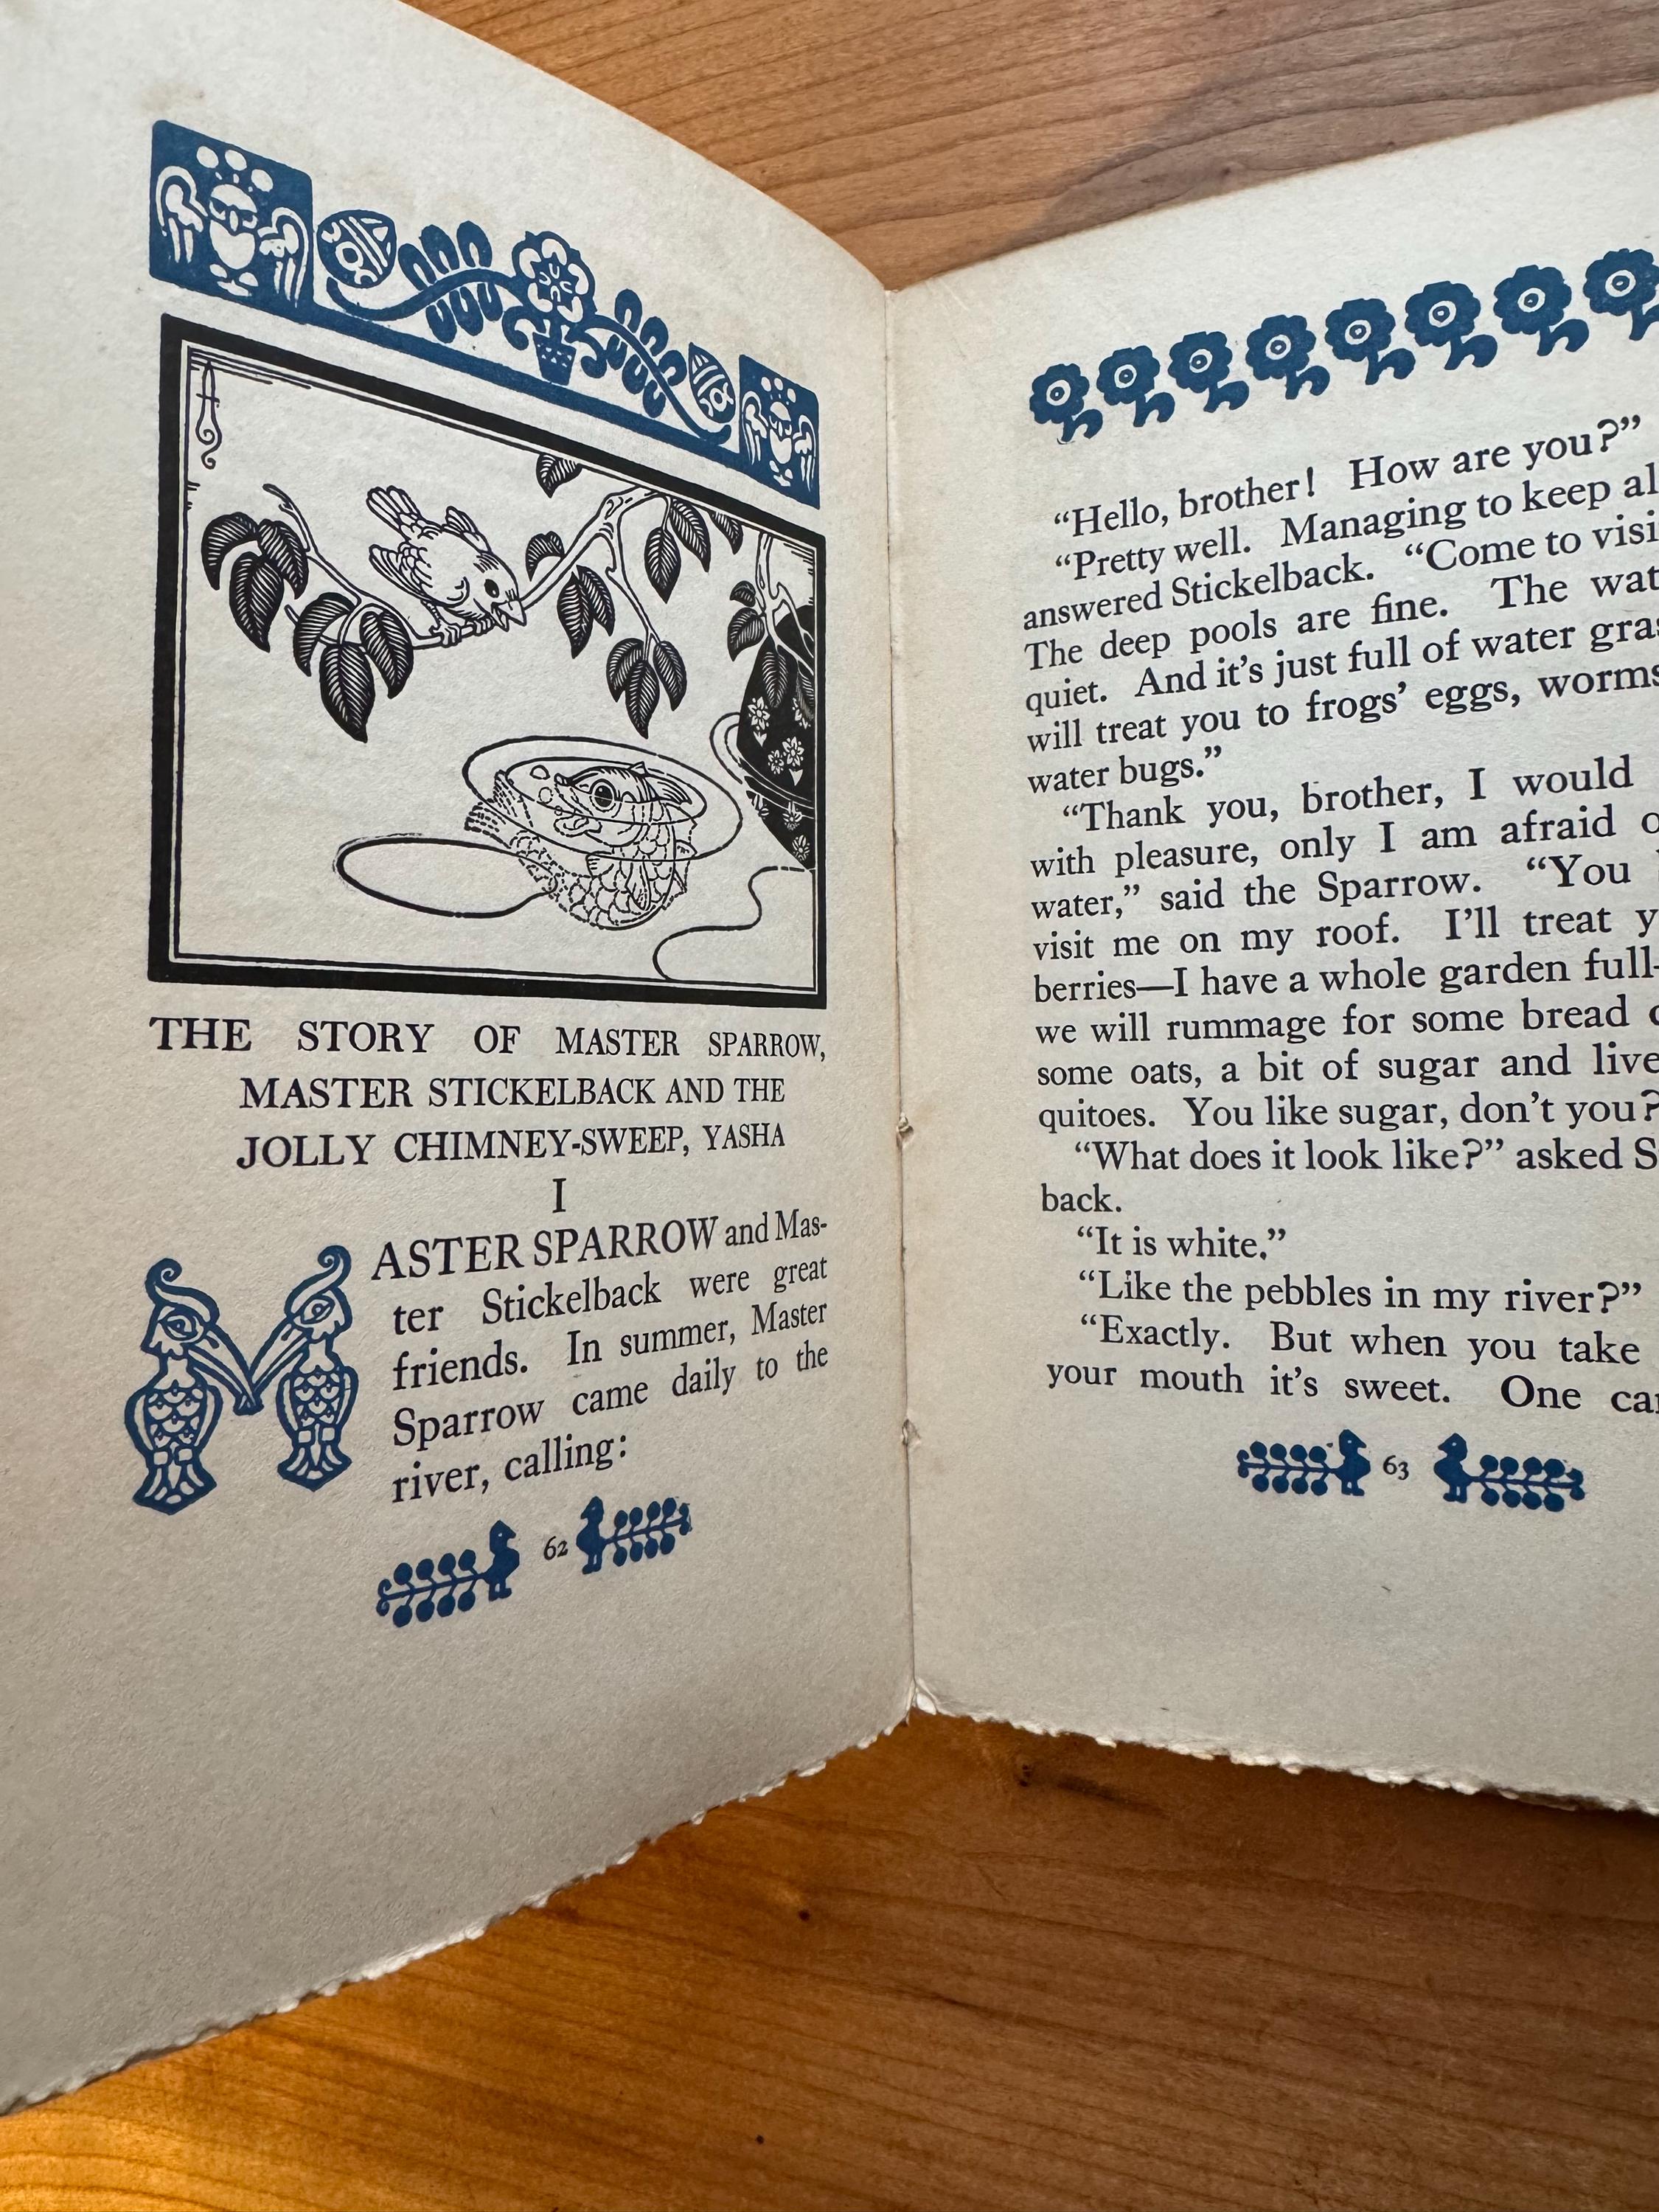 THE STORY OF MASTER SPARROW,
MASTER STICKELBACK AND THE
JOLLY CHIMNEY-SWEEP, YASHA
I
MASTER SPARROW and Mas-
ter Stickelback were great
friends. In summer, Master
Sparrow came daily to the
river, calling:
62
“Hello, brother! How are you?”
“Pretty well. Managing to keep
answered Stickelback. “Come to
The deep pools are fine. The
quiet. And it’s just full of water
will treat you to frogs’ eggs, worms
water bugs.”
“Thank you, brother, I would
with pleasure, only I am afraid
water,” said the Sparrow. “You
visit me on my roof. I’ll treat
berries—I have a whole garden full—
we will rummage for some bread
some oats, a bit of sugar and
quitoes. You like sugar, don’t you?
“What does it look like?” asked
back.
“It is white.”
“Like the pebbles in my river?”
“Exactly. But when you take
your mouth it’s sweet. One
63